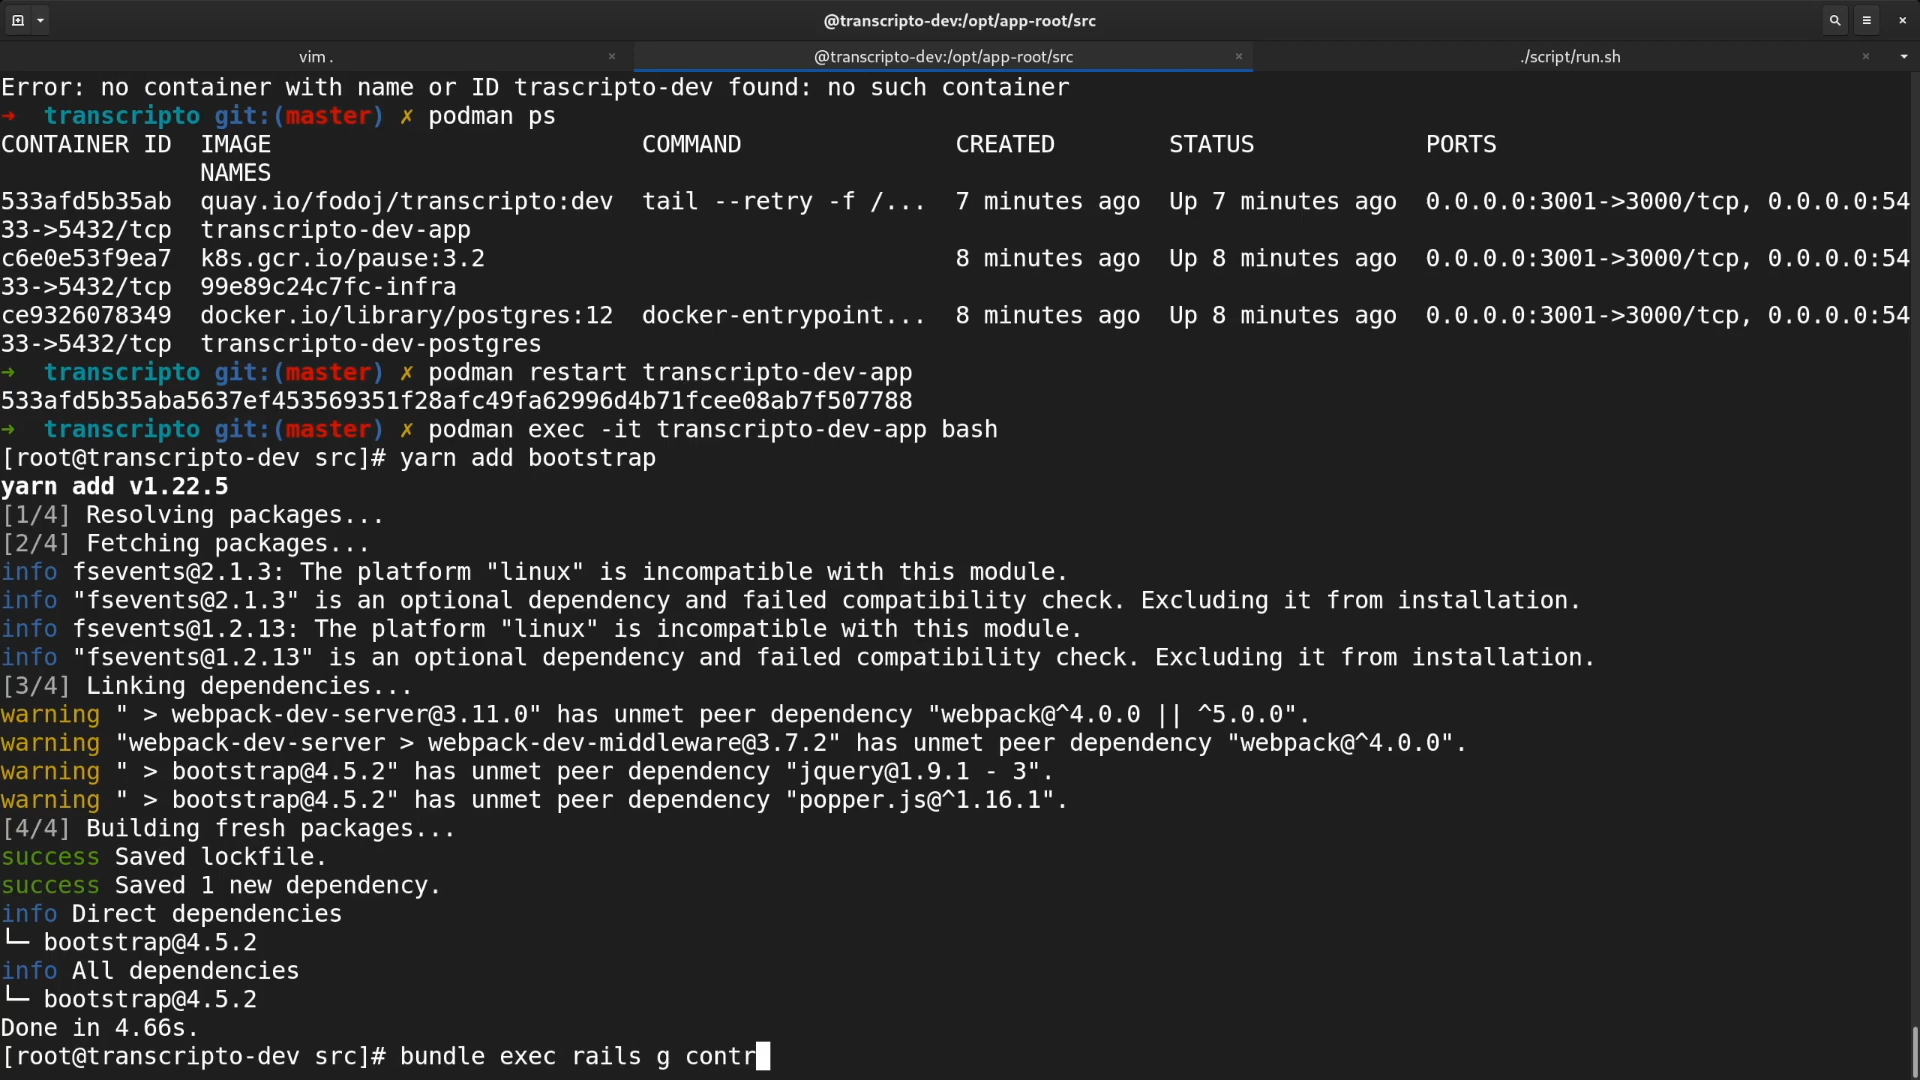 @transcripto-dev:/opt/app-root/src
vim . × @transcripto-dev:/opt/app-root/src × ./script/run.sh ×
Error: no container with name or ID trascripto-dev found: no such container
➜  transcripto git:(master) ✗ podman ps
CONTAINER ID  IMAGE                          COMMAND               CREATED        STATUS            PORTS
              NAMES
533afd5b35ab  quay.io/fodoj/transcripto:dev  tail --retry -f /...  7 minutes ago  Up 7 minutes ago  0.0.0.0:3001->3000/tcp, 0.0.0.0:54
33->5432/tcp  transcripto-dev-app
c6e0e53f9ea7  k8s.gcr.io/pause:3.2                                 8 minutes ago  Up 8 minutes ago  0.0.0.0:3001->3000/tcp, 0.0.0.0:54
33->5432/tcp  99e89c24c7fc-infra
ce9326078349  docker.io/library/postgres:12  docker-entrypoint...  8 minutes ago  Up 8 minutes ago  0.0.0.0:3001->3000/tcp, 0.0.0.0:54
33->5432/tcp  transcripto-dev-postgres
➜  transcripto git:(master) ✗ podman restart transcripto-dev-app
533afd5b35aba5637ef453569351f28afc49fa62996d4b71fcee08ab7f507788
➜  transcripto git:(master) ✗ podman exec -it transcripto-dev-app bash
[root@transcripto-dev src]# yarn add bootstrap
yarn add v1.22.5
[1/4] Resolving packages...
[2/4] Fetching packages...
info fsevents@2.1.3: The platform "linux" is incompatible with this module.
info "fsevents@2.1.3" is an optional dependency and failed compatibility check. Excluding it from installation.
info fsevents@1.2.13: The platform "linux" is incompatible with this module.
info "fsevents@1.2.13" is an optional dependency and failed compatibility check. Excluding it from installation.
[3/4] Linking dependencies...
warning " > webpack-dev-server@3.11.0" has unmet peer dependency "webpack@^4.0.0 || ^5.0.0".
warning "webpack-dev-server > webpack-dev-middleware@3.7.2" has unmet peer dependency "webpack@^4.0.0".
warning " > bootstrap@4.5.2" has unmet peer dependency "jquery@1.9.1 - 3".
warning " > bootstrap@4.5.2" has unmet peer dependency "popper.js@^1.16.1".
[4/4] Building fresh packages...
success Saved lockfile.
success Saved 1 new dependency.
info Direct dependencies
└─ bootstrap@4.5.2
info All dependencies
└─ bootstrap@4.5.2
Done in 4.66s.
[root@transcripto-dev src]# bundle exec rails g contr